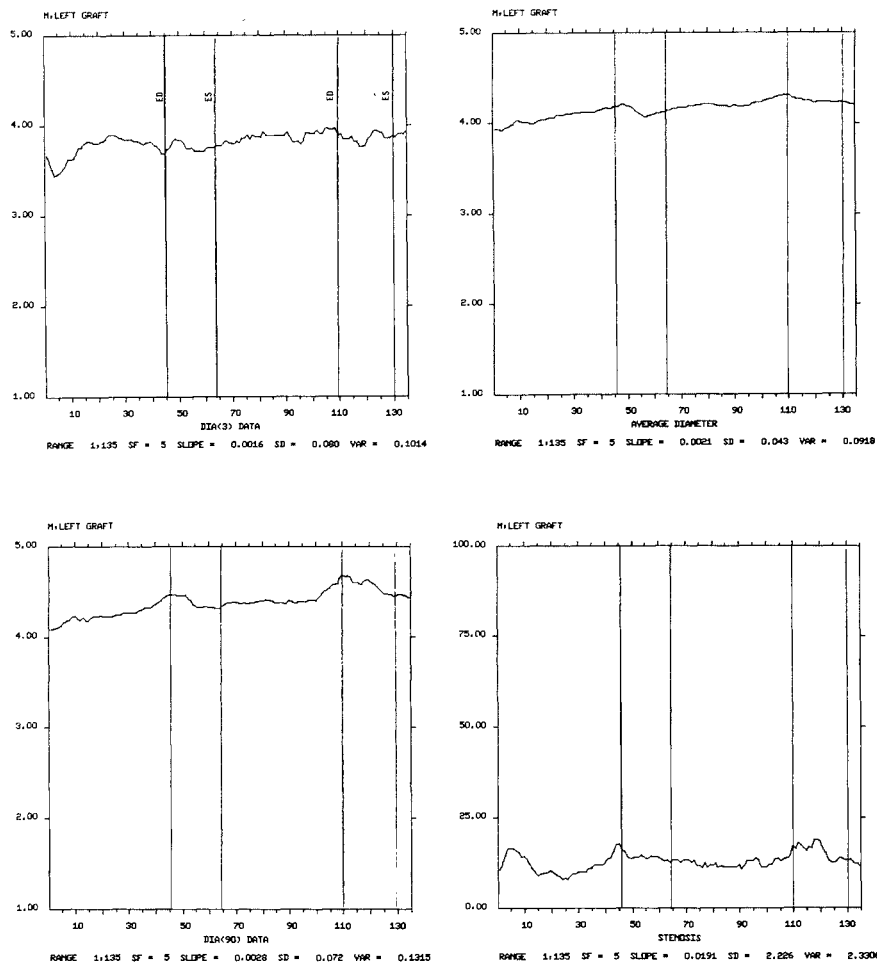 M:LEFT GRAFT
5.00
4.00
3.00
2.00
1.00
ED
ES
ED
ES
10 30 50 70 90 110 130
DIA(3) DATA
RANGE 1:135 SF = 5 SLOPE = 0.0016 SD = 0.080 VAR = 0.1014
M:LEFT GRAFT
5.00
4.00
3.00
2.00
1.00
10 30 50 70 90 110 130
AVERAGE DIAMETER
RANGE 1:135 SF = 5 SLOPE = 0.0021 SD = 0.043 VAR = 0.0918
M:LEFT GRAFT
5.00
4.00
3.00
2.00
1.00
10 30 50 70 90 110 130
DIA(90) DATA
RANGE 1:135 SF = 5 SLOPE = 0.0028 SD = 0.072 VAR = 0.1315
M:LEFT GRAFT
100.00
75.00
50.00
25.00
0.00
10 30 50 70 90 110 130
STENOSIS
RANGE 1:135 SF = 5 SLOPE = 0.0191 SD = 2.226 VAR =